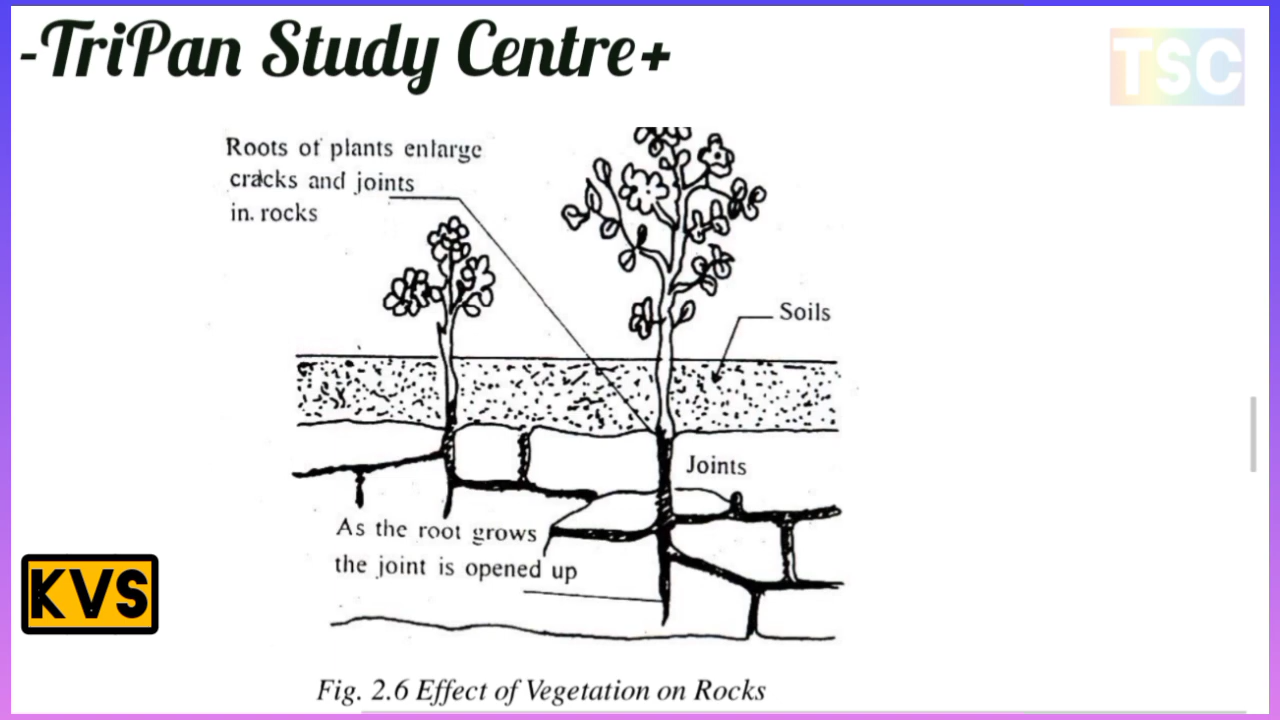 -TriPan Study Centre+
TSC
Roots of plants enlarge
cracks and joints
in. rocks
Soils
Joints
As the root grows
the joint is opened up
KVS
Fig. 2.6 Effect of Vegetation on Rocks